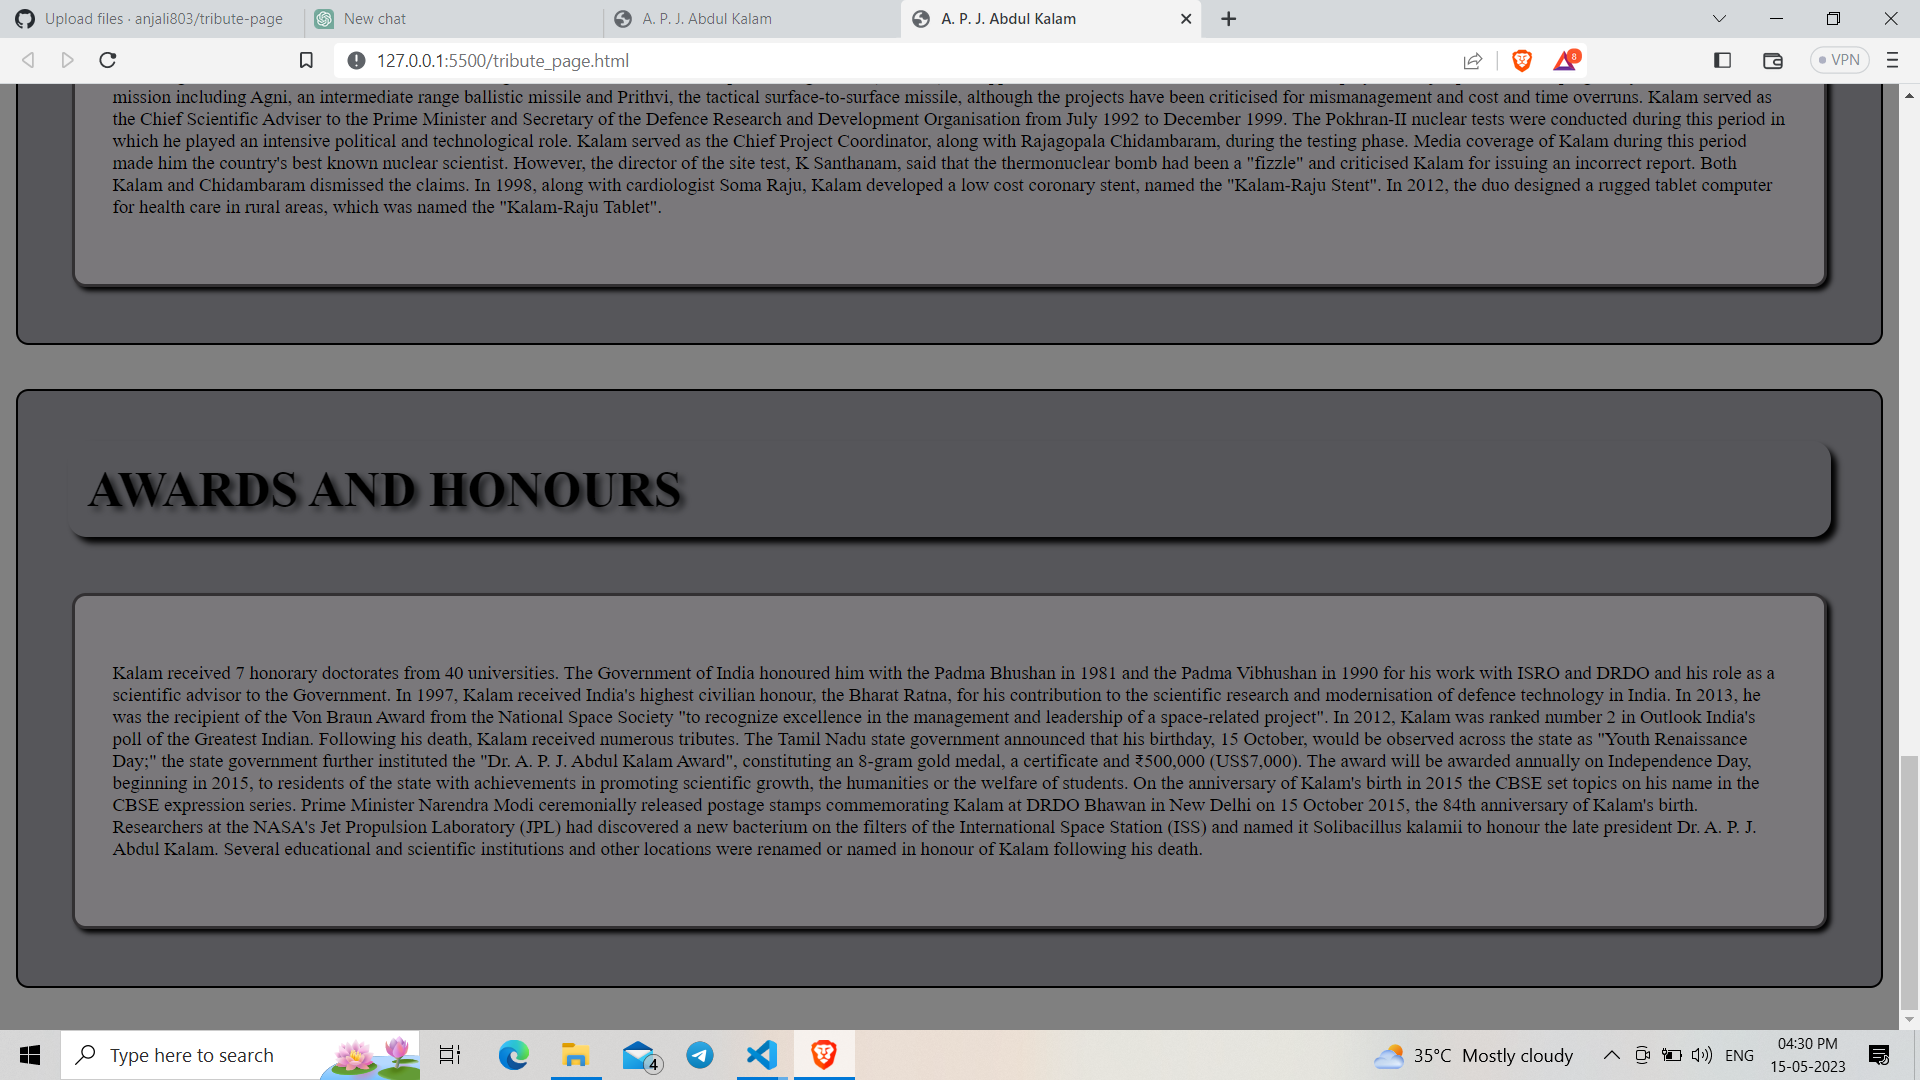 Upload files · anjali803/tribute-page
New chat
A. P. J. Abdul Kalam
A. P. J. Abdul Kalam
127.0.0.1:5500/tribute_page.html
8
VPN
mission including Agni, an intermediate range ballistic missile and Prithvi, the tactical surface-to-surface missile, although the projects have been criticised for mismanagement and cost and time overruns. Kalam served as
the Chief Scientific Adviser to the Prime Minister and Secretary of the Defence Research and Development Organisation from July 1992 to December 1999. The Pokhran-II nuclear tests were conducted during this period in
which he played an intensive political and technological role. Kalam served as the Chief Project Coordinator, along with Rajagopala Chidambaram, during the testing phase. Media coverage of Kalam during this period
made him the country's best known nuclear scientist. However, the director of the site test, K Santhanam, said that the thermonuclear bomb had been a "fizzle" and criticised Kalam for issuing an incorrect report. Both
Kalam and Chidambaram dismissed the claims. In 1998, along with cardiologist Soma Raju, Kalam developed a low cost coronary stent, named the "Kalam-Raju Stent". In 2012, the duo designed a rugged tablet computer
for health care in rural areas, which was named the "Kalam-Raju Tablet".
AWARDS AND HONOURS
Kalam received 7 honorary doctorates from 40 universities. The Government of India honoured him with the Padma Bhushan in 1981 and the Padma Vibhushan in 1990 for his work with ISRO and DRDO and his role as a
scientific advisor to the Government. In 1997, Kalam received India's highest civilian honour, the Bharat Ratna, for his contribution to the scientific research and modernisation of defence technology in India. In 2013, he
was the recipient of the Von Braun Award from the National Space Society "to recognize excellence in the management and leadership of a space-related project". In 2012, Kalam was ranked number 2 in Outlook India's
poll of the Greatest Indian. Following his death, Kalam received numerous tributes. The Tamil Nadu state government announced that his birthday, 15 October, would be observed across the state as "Youth Renaissance
Day;" the state government further instituted the "Dr. A. P. J. Abdul Kalam Award", constituting an 8-gram gold medal, a certificate and ₹500,000 (US$7,000). The award will be awarded annually on Independence Day,
beginning in 2015, to residents of the state with achievements in promoting scientific growth, the humanities or the welfare of students. On the anniversary of Kalam's birth in 2015 the CBSE set topics on his name in the
CBSE expression series. Prime Minister Narendra Modi ceremonially released postage stamps commemorating Kalam at DRDO Bhawan in New Delhi on 15 October 2015, the 84th anniversary of Kalam's birth.
Researchers at the NASA's Jet Propulsion Laboratory (JPL) had discovered a new bacterium on the filters of the International Space Station (ISS) and named it Solibacillus kalamii to honour the late president Dr. A. P. J.
Abdul Kalam. Several educational and scientific institutions and other locations were renamed or named in honour of Kalam following his death.
Type here to search
4
35°C Mostly cloudy
ENG
04:30 PM
15-05-2023